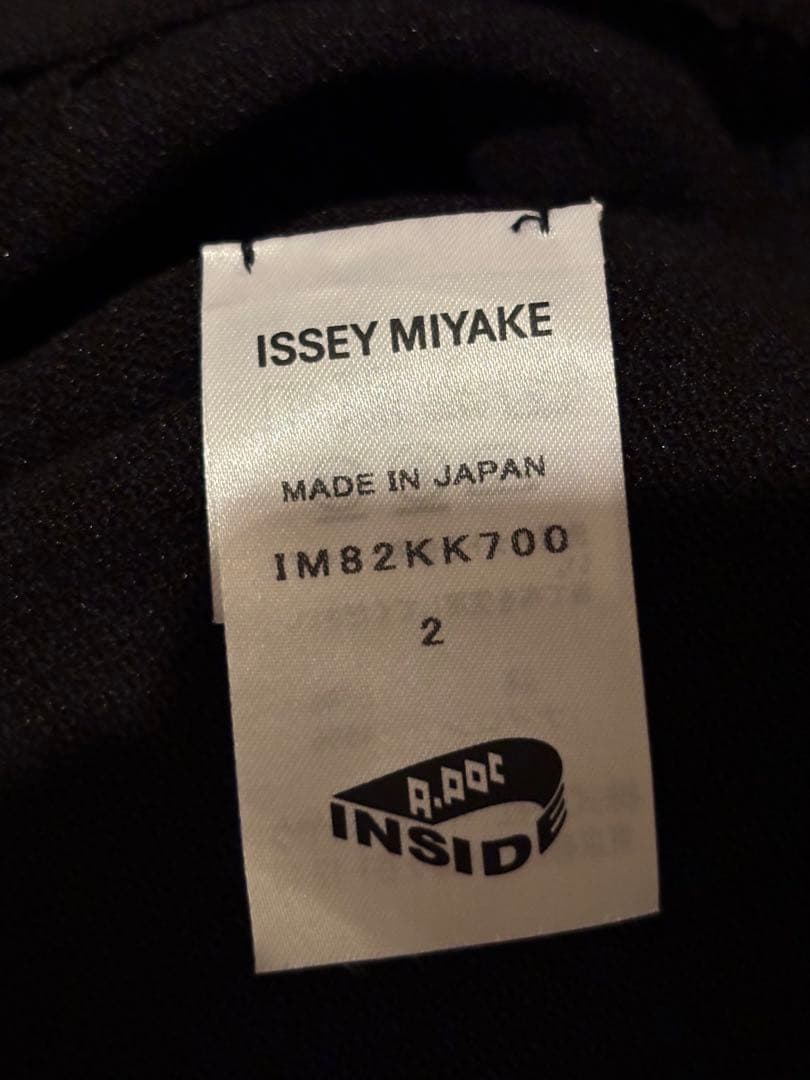 ISSEY MIYAKE
MADE IN JAPAN
IM82KK700
2
A.POC
INSIDE